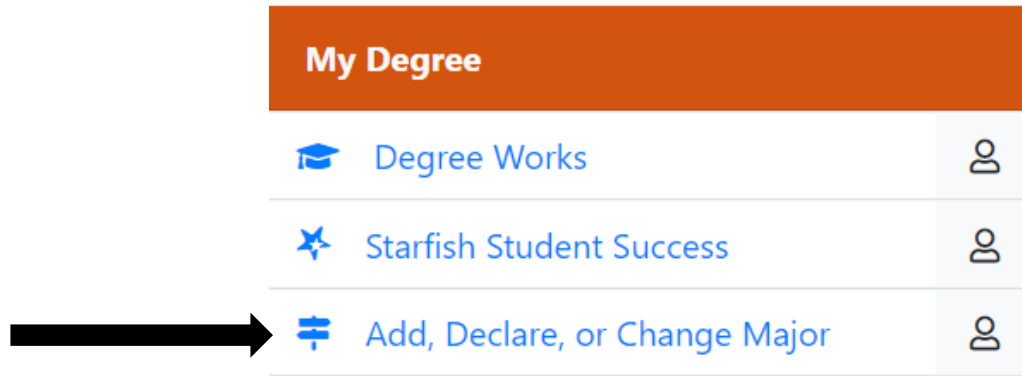 My Degree
Degree Works
Starfish Student Success
Add, Declare, or Change Major